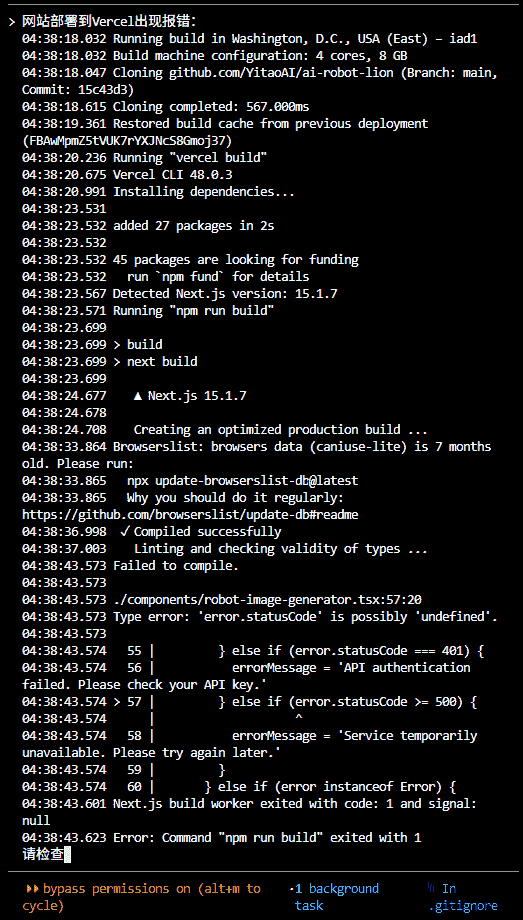 > 网站部署到Vercel出现报错：
04:38:18.032 Running build in Washington, D.C., USA (East) – iad1
04:38:18.032 Build machine configuration: 4 cores, 8 GB
04:38:18.047 Cloning github.com/YitaoAI/ai-robot-lion (Branch: main,
Commit: 15c43d3)
04:38:18.615 Cloning completed: 567.000ms
04:38:19.361 Restored build cache from previous deployment
(FBAwMpmZ5tVUK7rYXJNcS8Gmoj37)
04:38:20.236 Running "vercel build"
04:38:20.675 Vercel CLI 48.0.3
04:38:20.991 Installing dependencies...
04:38:23.531
04:38:23.532 added 27 packages in 2s
04:38:23.532
04:38:23.532 45 packages are looking for funding
04:38:23.532   run `npm fund` for details
04:38:23.567 Detected Next.js version: 15.1.7
04:38:23.571 Running "npm run build"
04:38:23.699
04:38:23.699 > build
04:38:23.699 > next build
04:38:23.699
04:38:24.677    ▲ Next.js 15.1.7
04:38:24.678
04:38:24.708    Creating an optimized production build ...
04:38:33.864 Browserslist: browsers data (caniuse-lite) is 7 months
old. Please run:
04:38:33.865   npx update-browserslist-db@latest
04:38:33.865   Why you should do it regularly:
https://github.com/browserslist/update-db#readme
04:38:36.998  ✓ Compiled successfully
04:38:37.003    Linting and checking validity of types ...
04:38:43.573 Failed to compile.
04:38:43.573
04:38:43.573 ./components/robot-image-generator.tsx:57:20
04:38:43.573 Type error: 'error.statusCode' is possibly 'undefined'.
04:38:43.573
04:38:43.574   55 |         } else if (error.statusCode === 401) {
04:38:43.574   56 |           errorMessage = 'API authentication
failed. Please check your API key.'
04:38:43.574 > 57 |         } else if (error.statusCode >= 500) {
04:38:43.574      |                    ^
04:38:43.574   58 |           errorMessage = 'Service temporarily
unavailable. Please try again later.'
04:38:43.574   59 |         }
04:38:43.574   60 |       } else if (error instanceof Error) {
04:38:43.601 Next.js build worker exited with code: 1 and signal:
null
04:38:43.623 Error: Command "npm run build" exited with 1
请检查
⏵⏵ bypass permissions on (alt+m to cycle)
· 1 background task
In .gitignore